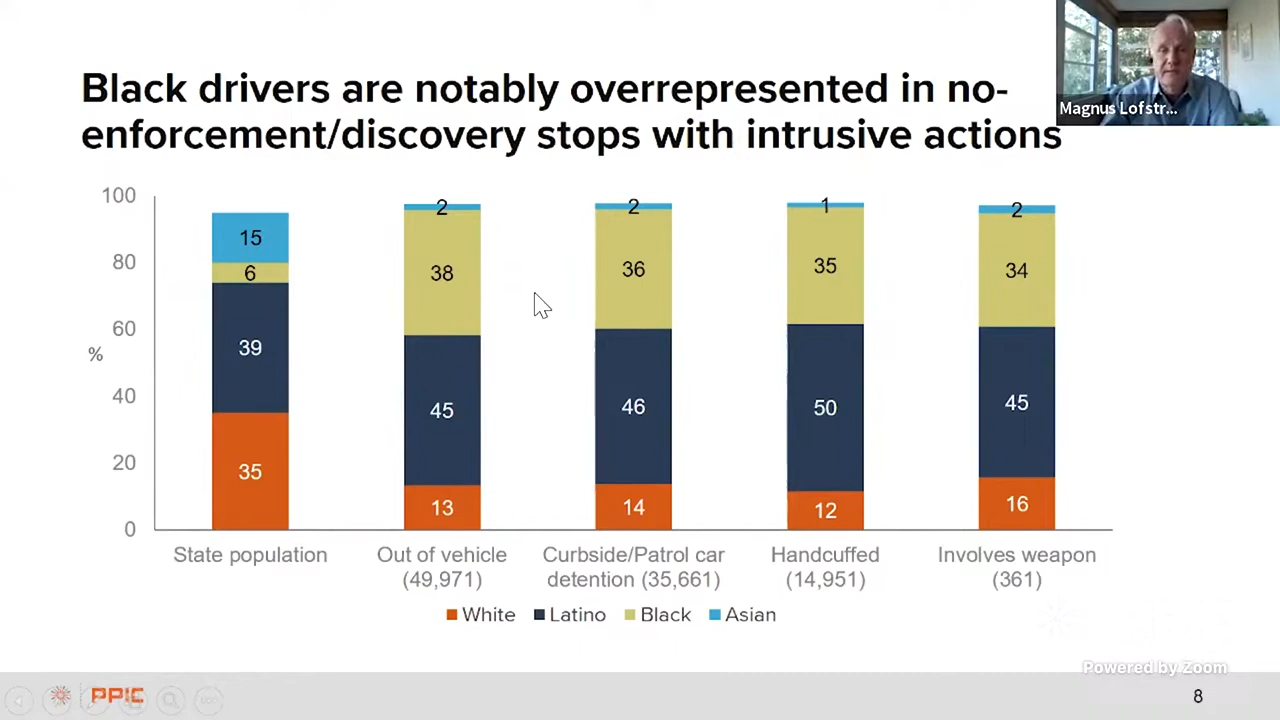 Black drivers are notably overrepresented in no-
enforcement/discovery stops with intrusive actions
Magnus Lofstr...
100
80
60
%
40
20
0
15
6
39
35
2
38
45
13
2
36
46
14
1
35
50
12
2
34
45
16
State population
Out of vehicle
(49,971)
Curbside/Patrol car
detention (35,661)
Handcuffed
(14,951)
Involves weapon
(361)
White Latino Black Asian
Powered by Zoom
PPIC
8